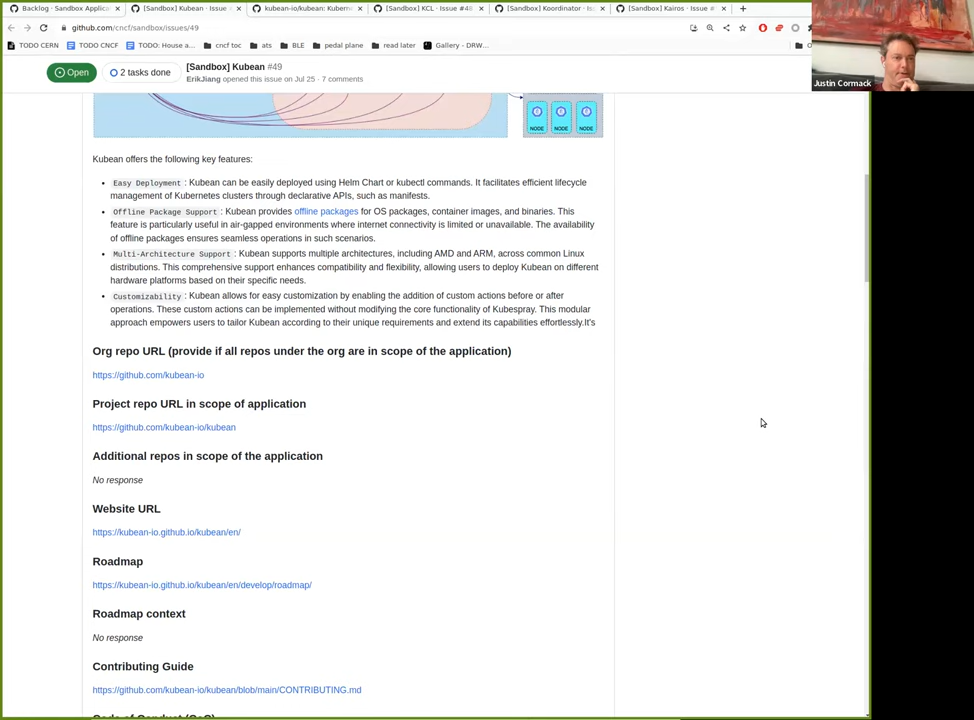 Backlog - Sandbox Applica
[Sandbox] Kubean · Issue
kubean-io/kubean: Kubern
[Sandbox] KCL · Issue #48
[Sandbox] Koordinator · Is
[Sandbox] Kairos · Issue #
github.com/cncf/sandbox/issues/49
TODO CERN
TODO CNCF
TODO: House a...
cncf toc
ats
BLE
pedal plane
read later
Gallery - DRW...
Justin Cormack
Open
2 tasks done
[Sandbox] Kubean #49
ErikJiang opened this issue on Jul 25 · 7 comments
NODE NODE NODE
Kubean offers the following key features:
• Easy Deployment : Kubean can be easily deployed using Helm Chart or kubectl commands. It facilitates efficient lifecycle
management of Kubernetes clusters through declarative APIs, such as manifests.
• Offline Package Support : Kubean provides offline packages for OS packages, container images, and binaries. This
feature is particularly useful in air-gapped environments where internet connectivity is limited or unavailable. The availability
of offline packages ensures seamless operations in such scenarios.
• Multi-Architecture Support : Kubean supports multiple architectures, including AMD and ARM, across common Linux
distributions. This comprehensive support enhances compatibility and flexibility, allowing users to deploy Kubean on different
hardware platforms based on their specific needs.
• Customizability : Kubean allows for easy customization by enabling the addition of custom actions before or after
operations. These custom actions can be implemented without modifying the core functionality of Kubespray. This modular
approach empowers users to tailor Kubean according to their unique requirements and extend its capabilities effortlessly.It's
Org repo URL (provide if all repos under the org are in scope of the application)
https://github.com/kubean-io
Project repo URL in scope of application
https://github.com/kubean-io/kubean
Additional repos in scope of the application
No response
Website URL
https://kubean-io.github.io/kubean/en/
Roadmap
https://kubean-io.github.io/kubean/en/develop/roadmap/
Roadmap context
No response
Contributing Guide
https://github.com/kubean-io/kubean/blob/main/CONTRIBUTING.md
Code of Conduct (CoC)